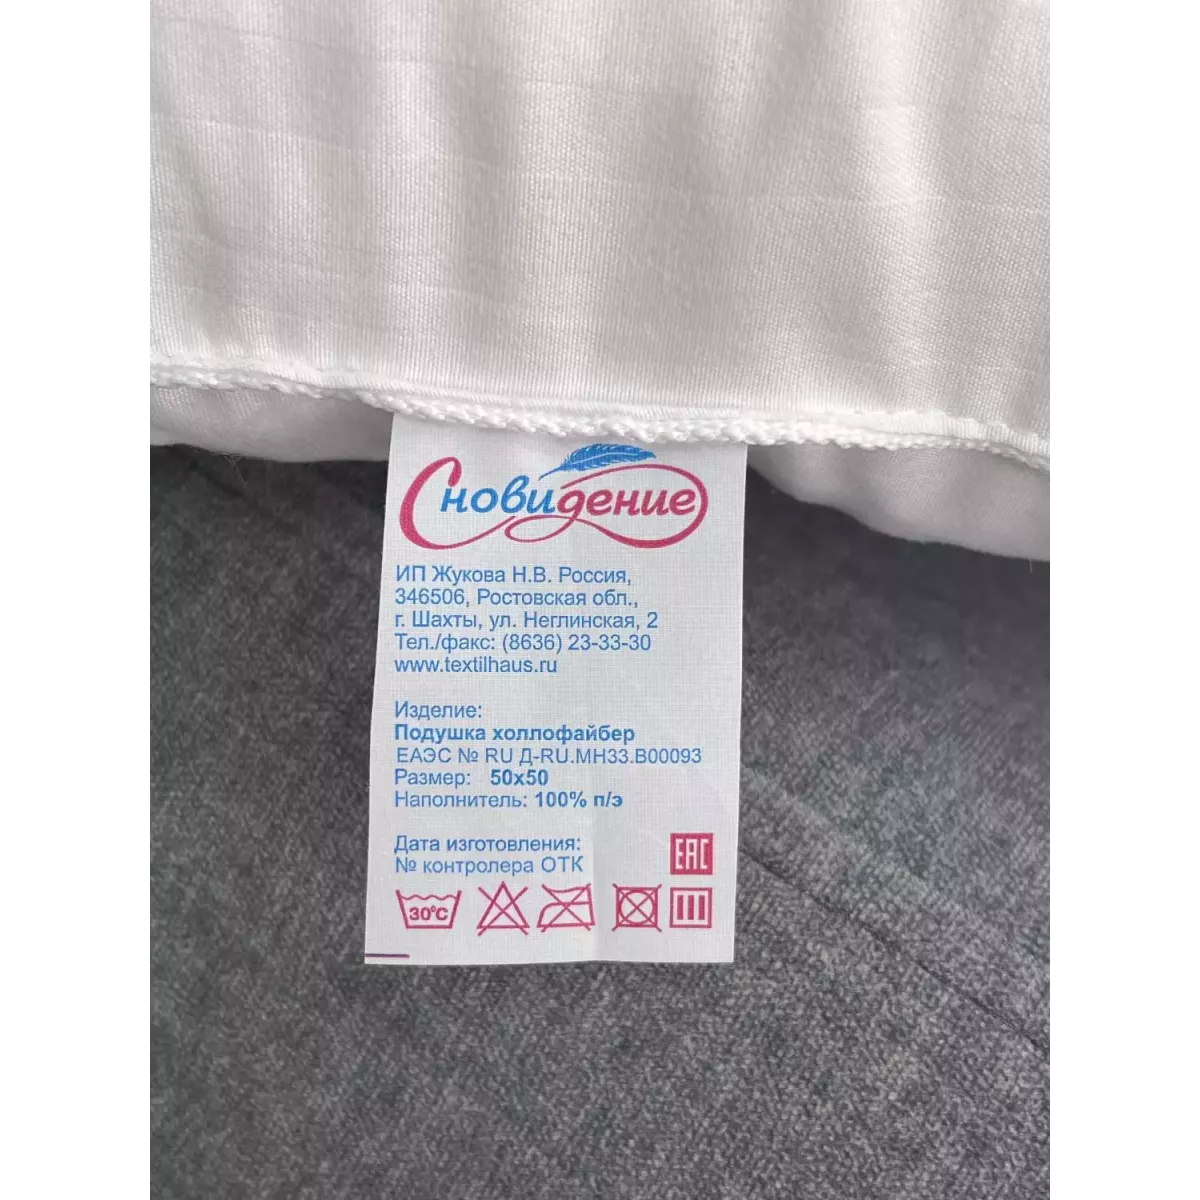 Сновидение
ИП Жукова Н.В. Россия,
346506, Ростовская обл.,
г. Шахты, ул. Неглинская, 2
Тел./факс: (8636) 23-33-30
www.textilhaus.ru
Изделие:
Подушка холлофайбер
ЕАЭС № RU Д-RU.МН33.В00093
Размер: 50х50
Наполнитель: 100% п/э
Дата изготовления:
№ контролера ОТК
EAC
30°C